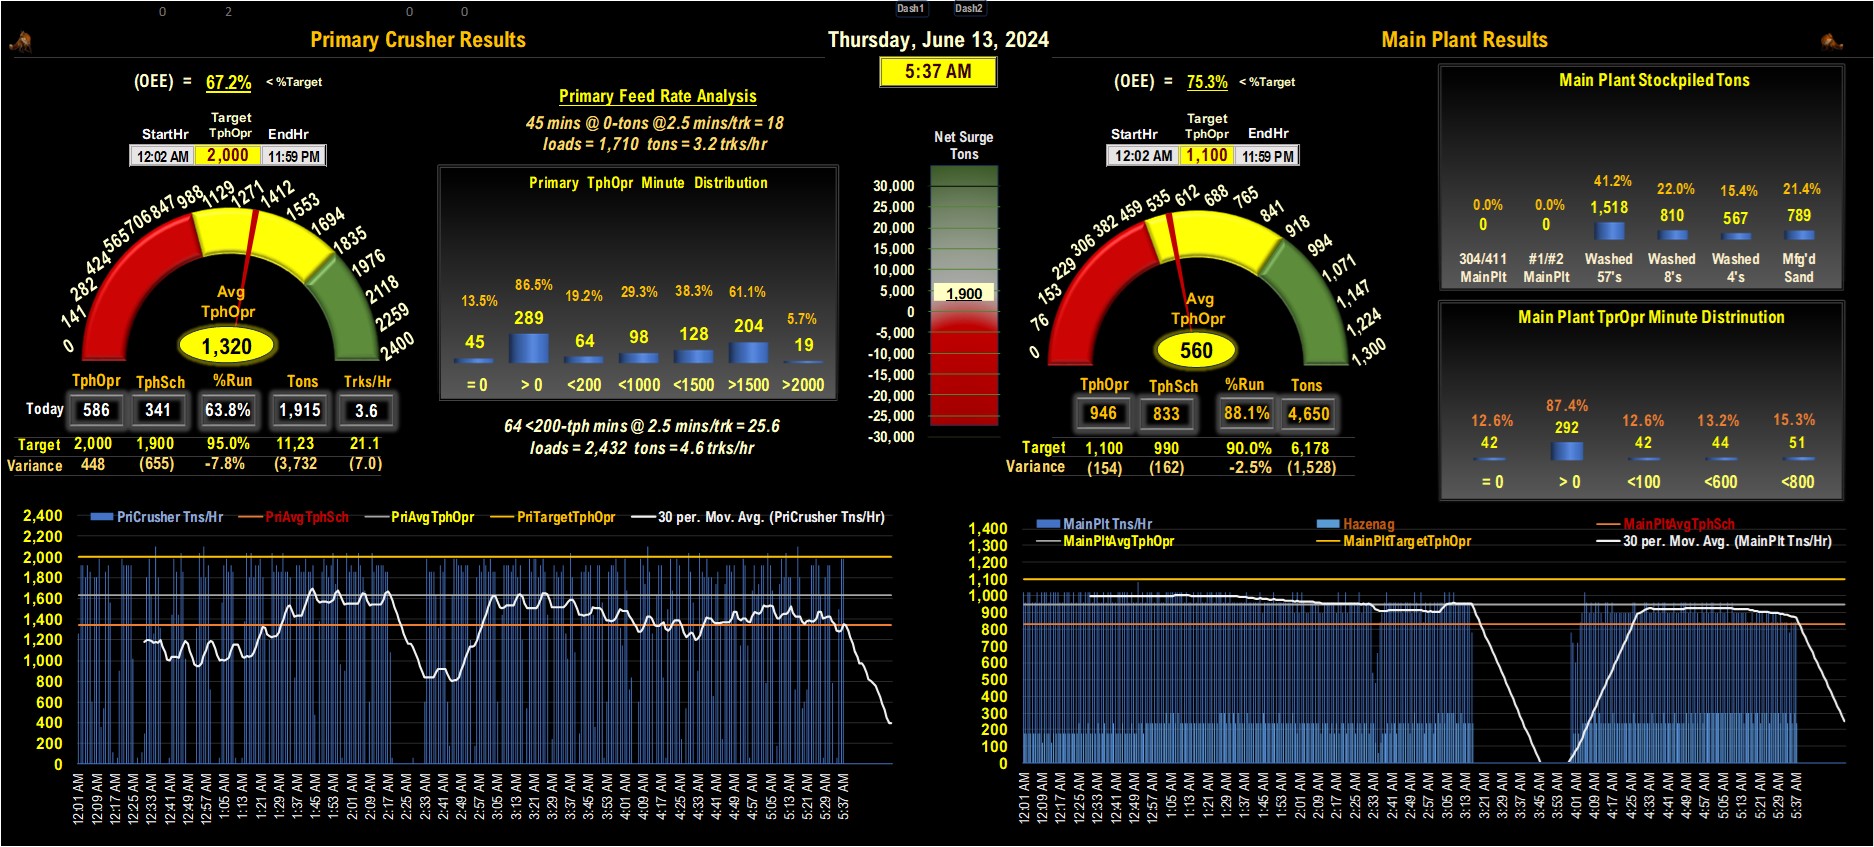 0 2 0 0
Dash1 Dash2
Primary Crusher Results
Thursday, June 13, 2024
Main Plant Results
5:37 AM
(OEE) = 67.2% < %Target
Target
StartHr TphOpr EndHr
12:02 AM 2,000 11:59 PM
0 141 282 424 565 706 847 988 1129 1271 1412 1553 1694 1835 1976 2118 2259 2400
Avg
TphOpr
1,320
TphOpr TphSch %Run Tons Trks/Hr
Today 586 341 63.8% 1,915 3.6
Target 2,000 1,900 95.0% 11,23 21.1
Variance 448 (655) -7.8% (3,732 (7.0)
Primary Feed Rate Analysis
45 mins @ 0-tons @2.5 mins/trk = 18
loads = 1,710 tons = 3.2 trks/hr
Primary TphOpr Minute Distribution
13.5% 86.5% 19.2% 29.3% 38.3% 61.1% 5.7%
45 289 64 98 128 204 19
= 0 > 0 <200 <1000 <1500 >1500 >2000
64 <200-tph mins @ 2.5 mins/trk = 25.6
loads = 2,432 tons = 4.6 trks/hr
Net Surge
Tons
30,000
25,000
20,000
15,000
10,000
5,000
1,900
0
-5,000
-10,000
-15,000
-20,000
-25,000
-30,000
(OEE) = 75.3% < %Target
Target
StartHr TphOpr EndHr
12:02 AM 1,100 11:59 PM
0 76 153 229 306 382 459 535 612 688 765 841 918 994 1,071 1,147 1,224 1,300
Avg
TphOpr
560
TphOpr TphSch %Run Tons
946 833 88.1% 4,650
Target 1,100 990 90.0% 6,178
Variance (154) (162) -2.5% (1,528)
Main Plant Stockpiled Tons
0.0% 0.0% 41.2% 22.0% 15.4% 21.4%
0 0 1,518 810 567 789
304/411 #1/#2 Washed Washed Washed Mfg'd
MainPlt MainPlt 57's 8's 4's Sand
Main Plant TprOpr Minute Distrinution
12.6% 87.4% 12.6% 13.2% 15.3%
42 292 42 44 51
= 0 > 0 <100 <600 <800
PriCrusher Tns/Hr PriAvgTphSch PriAvgTphOpr PriTargetTphOpr 30 per. Mov. Avg. (PriCrusher Tns/Hr)
2,400
2,200
2,000
1,800
1,600
1,400
1,200
1,000
800
600
400
200
0
12:01 AM 12:09 AM 12:17 AM 12:25 AM 12:33 AM 12:41 AM 12:49 AM 12:57 AM 1:05 AM 1:13 AM 1:21 AM 1:29 AM 1:37 AM 1:45 AM 1:53 AM 2:01 AM 2:09 AM 2:17 AM 2:25 AM 2:33 AM 2:41 AM 2:49 AM 2:57 AM 3:05 AM 3:13 AM 3:21 AM 3:29 AM 3:37 AM 3:45 AM 3:53 AM 4:01 AM 4:09 AM 4:17 AM 4:25 AM 4:33 AM 4:41 AM 4:49 AM 4:57 AM 5:05 AM 5:13 AM 5:21 AM 5:29 AM 5:37 AM
MainPlt Tns/Hr Hazenag MainPltAvgTphSch
MainPltAvgTphOpr MainPltTargetTphOpr 30 per. Mov. Avg. (MainPlt Tns/Hr)
1,400
1,300
1,200
1,100
1,000
900
800
700
600
500
400
300
200
100
0
12:01 AM 12:09 AM 12:17 AM 12:25 AM 12:33 AM 12:41 AM 12:49 AM 12:57 AM 1:05 AM 1:13 AM 1:21 AM 1:29 AM 1:37 AM 1:45 AM 1:53 AM 2:01 AM 2:09 AM 2:17 AM 2:25 AM 2:33 AM 2:41 AM 2:49 AM 2:57 AM 3:05 AM 3:13 AM 3:21 AM 3:29 AM 3:37 AM 3:45 AM 3:53 AM 4:01 AM 4:09 AM 4:17 AM 4:25 AM 4:33 AM 4:41 AM 4:49 AM 4:57 AM 5:05 AM 5:13 AM 5:21 AM 5:29 AM 5:37 AM